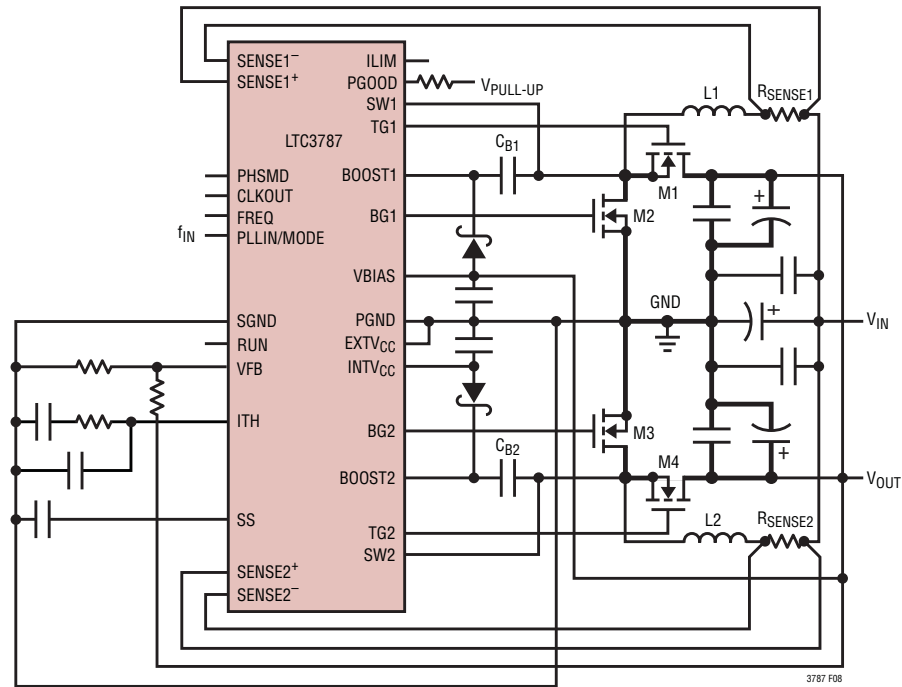 SENSE1–
SENSE1+
ILIM
PGOOD
VPULL-UP
SW1
TG1
LTC3787
L1
RSENSE1
CB1
PHSMD
CLKOUT
FREQ
fIN
PLLIN/MODE
BOOST1
BG1
M1
M2
+
VBIAS
GND
+
SGND
PGND
VIN
RUN
EXTVCC
VFB
INTVCC
ITH
BG2
M3
CB2
M4
+
BOOST2
VOUT
SS
TG2
SW2
L2
RSENSE2
SENSE2+
SENSE2–
3787 F08